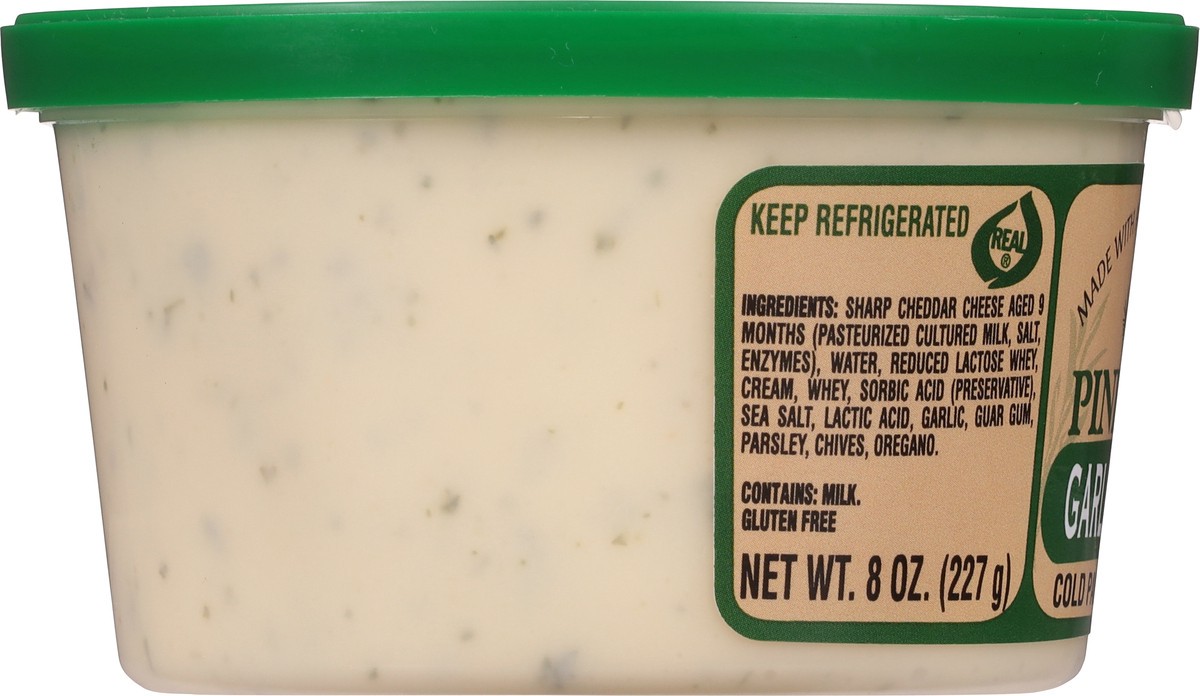 KEEP REFRIGERATED
REAL
®
INGREDIENTS: SHARP CHEDDAR CHEESE AGED 9
MONTHS (PASTEURIZED CULTURED MILK, SALT,
ENZYMES), WATER, REDUCED LACTOSE WHEY,
CREAM, WHEY, SORBIC ACID (PRESERVATIVE),
SEA SALT, LACTIC ACID, GARLIC, GUAR GUM,
PARSLEY, CHIVES, OREGANO.
CONTAINS: MILK.
GLUTEN FREE
NET WT. 8 OZ. (227 g)
MADE WITH
COLD